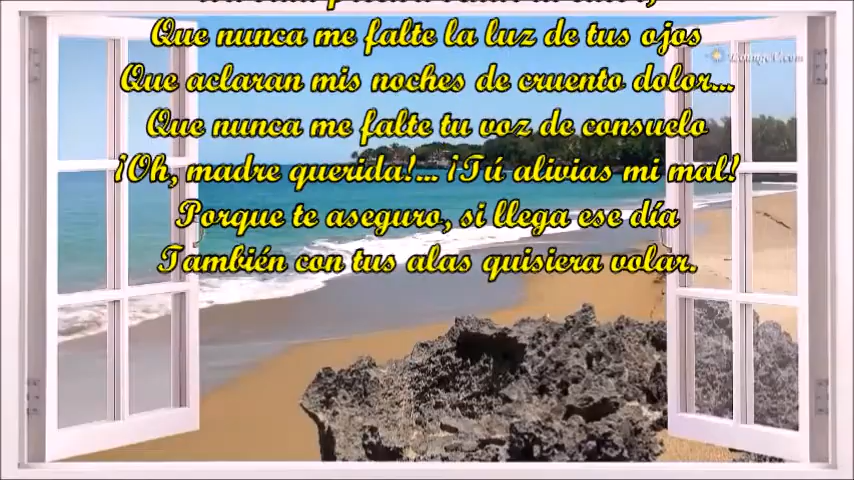 Que nunca me falte la luz de tus ojos
Que aclaran mis noches de cruento dolor...
Que nunca me falte tu voz de consuelo
¡Oh, madre querida!... ¡Tú alivias mi mal!
Porque te aseguro, si llega ese día
También con tus alas quisiera volar.